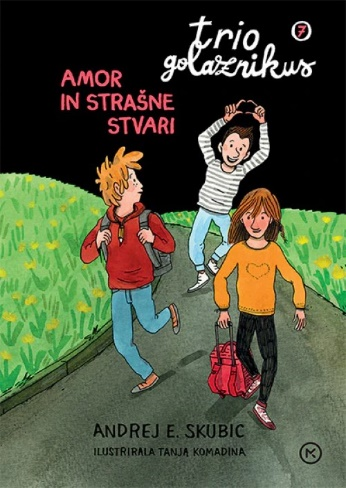 trio
golaznikus
7
AMOR
IN STRAŠNE
STVARI
ANDREJ E. SKUBIC
ILUSTRIRALA TANJA KOMADINA
M